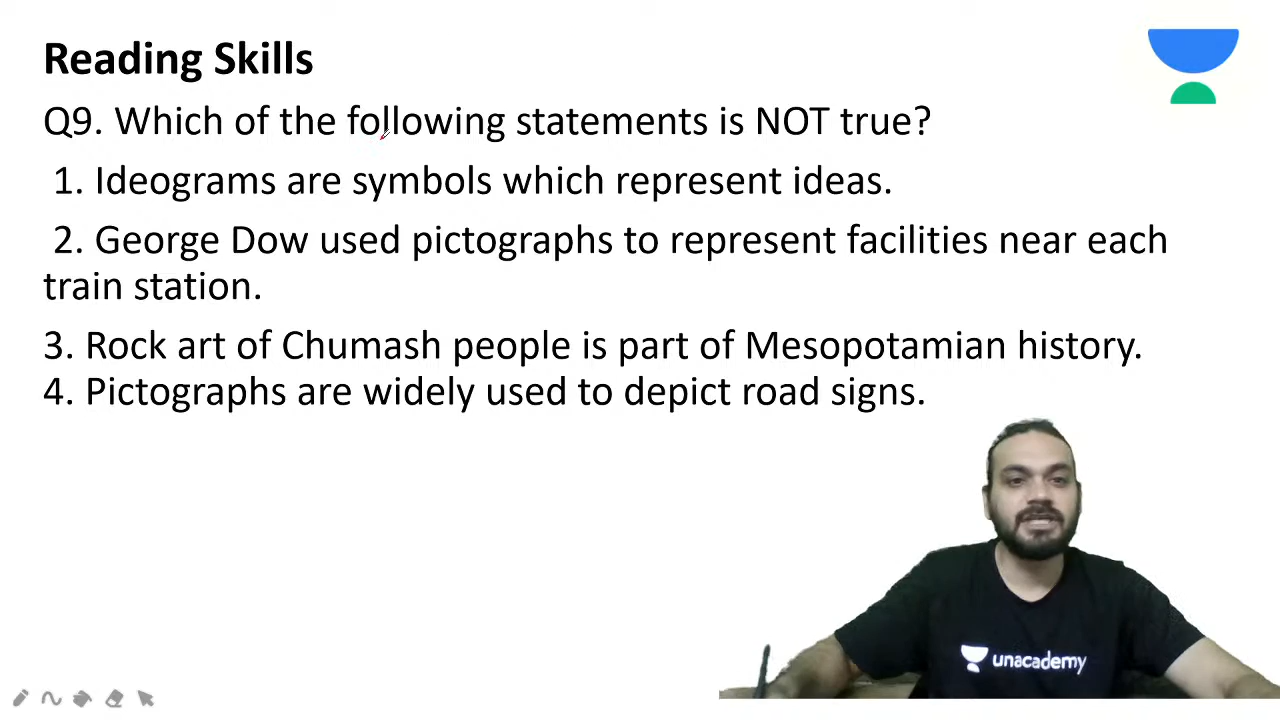 Reading Skills
Q9. Which of the following statements is NOT true?
1. Ideograms are symbols which represent ideas.
2. George Dow used pictographs to represent facilities near each
train station.
3. Rock art of Chumash people is part of Mesopotamian history.
4. Pictographs are widely used to depict road signs.
unacademy